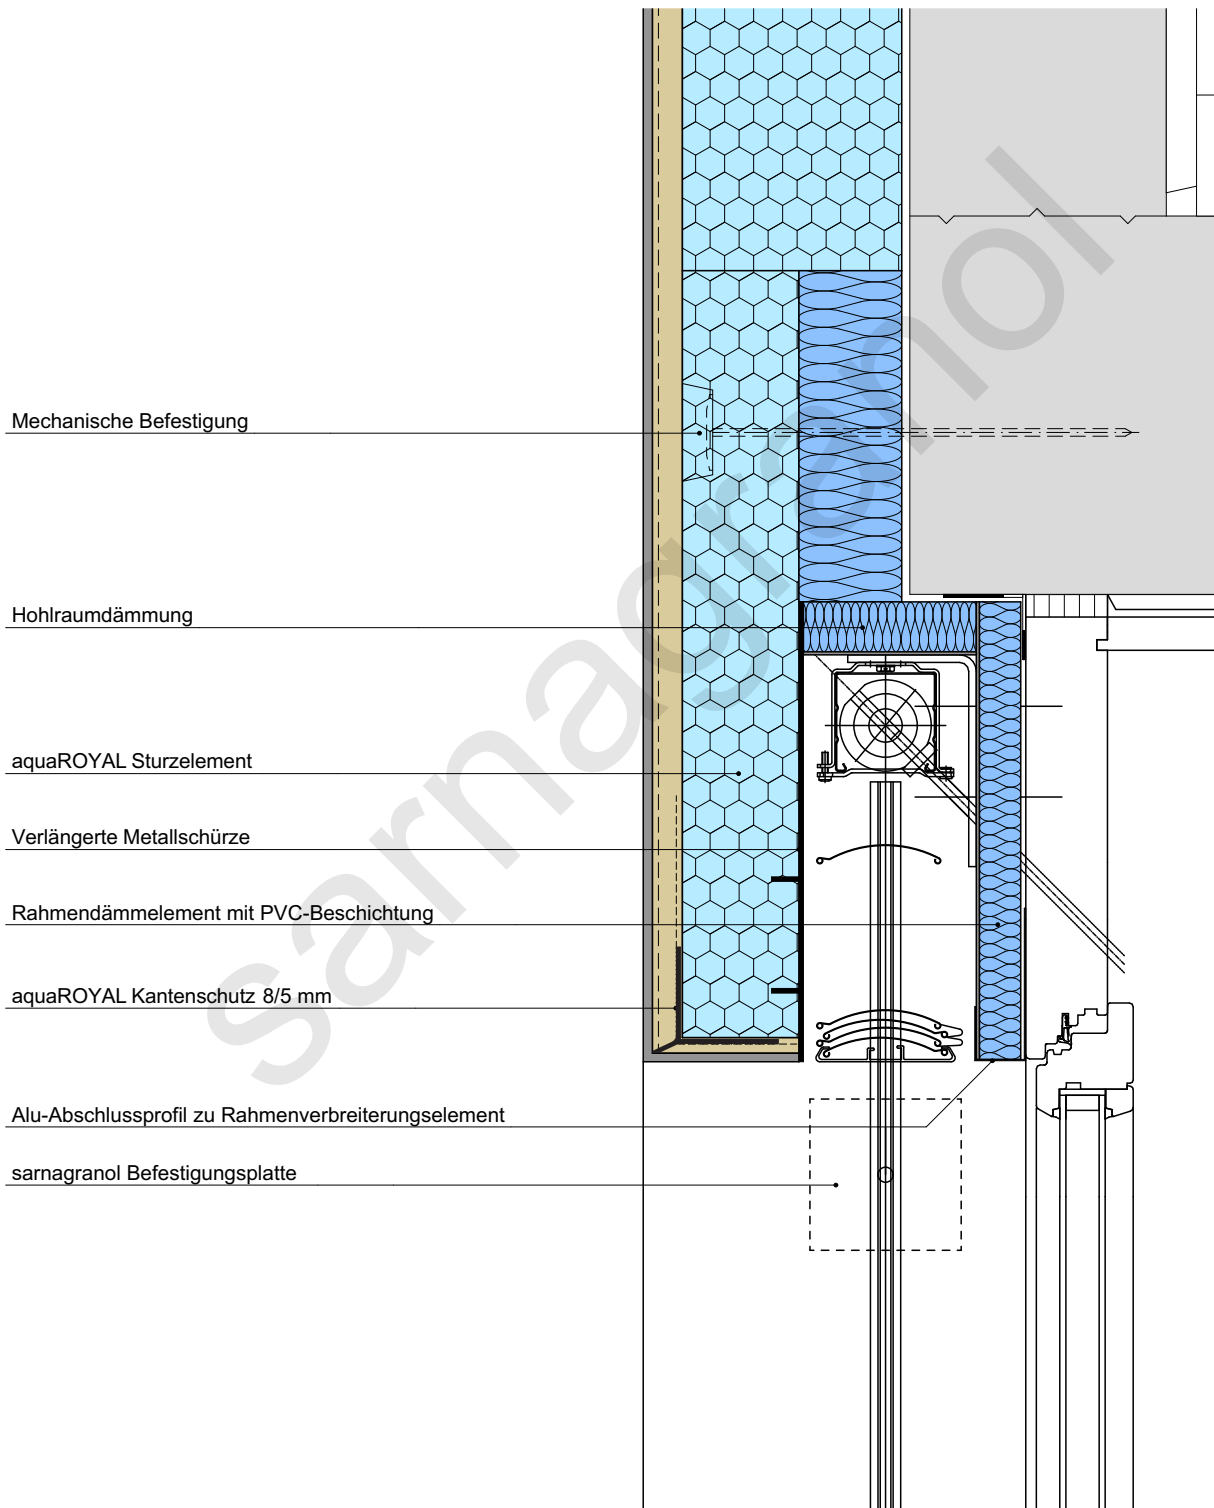 Mechanische Befestigung
Hohlraumdämmung
aquaROYAL Sturzelement
Verlängerte Metallschürze
Rahmendämmelement mit PVC-Beschichtung
aquaROYAL Kantenschutz 8/5 mm
Alu-Abschlussprofil zu Rahmenverbreiterungselement
sarnagranol Befestigungsplatte
sarnagranol